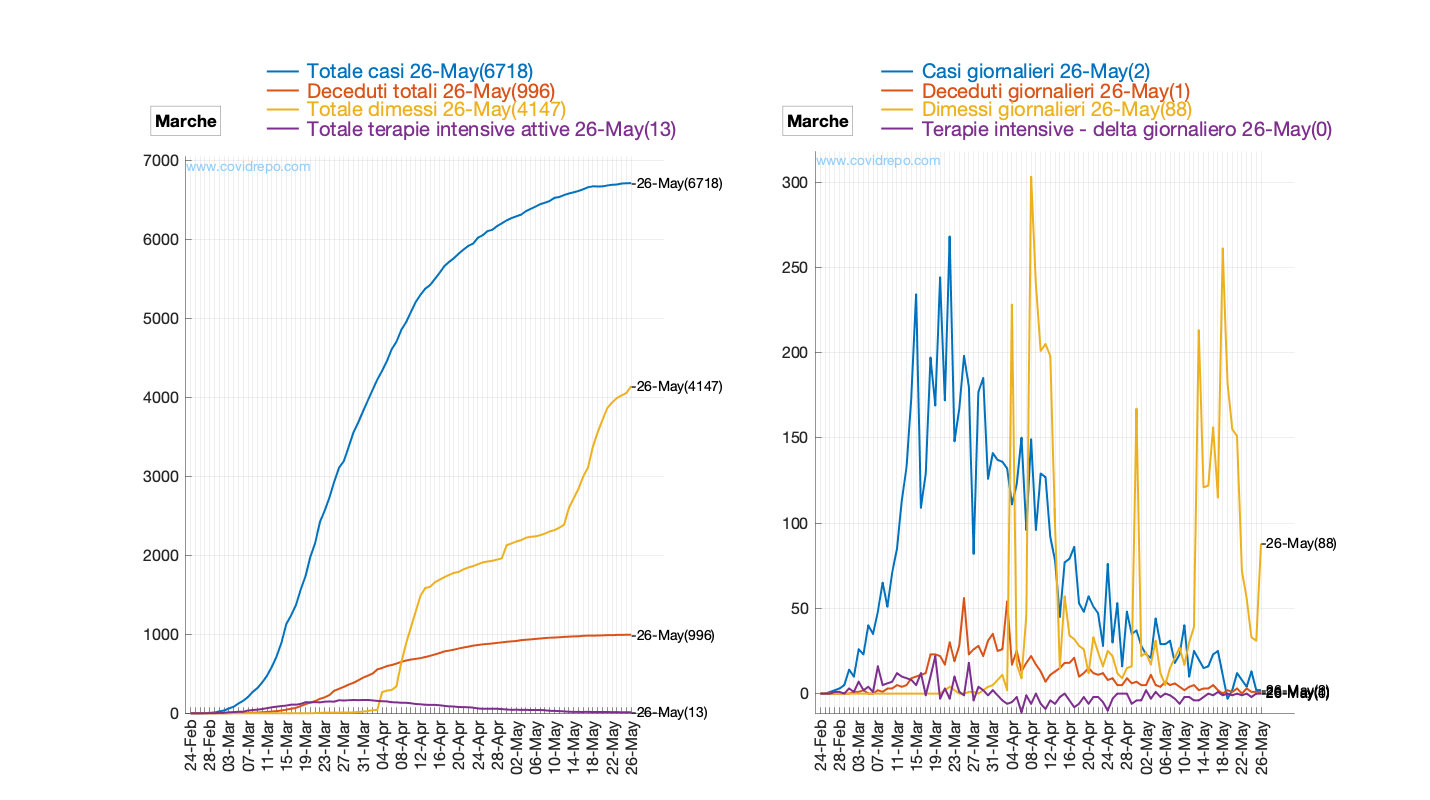 Totale casi 26-May(6718)
Deceduti totali 26-May(996)
Totale dimessi 26-May(4147)
Totale terapie intensive attive 26-May(13)
Marche
www.covidrepo.com
7000
6000
5000
4000
3000
2000
1000
0
26-May(6718)
26-May(4147)
26-May(996)
26-May(13)
24-Feb
28-Feb
03-Mar
07-Mar
11-Mar
15-Mar
19-Mar
23-Mar
27-Mar
31-Mar
04-Apr
08-Apr
12-Apr
16-Apr
20-Apr
24-Apr
28-Apr
02-May
06-May
10-May
14-May
18-May
22-May
26-May
Casi giornalieri 26-May(2)
Deceduti giornalieri 26-May(1)
Dimessi giornalieri 26-May(88)
Terapie intensive - delta giornaliero 26-May(0)
Marche
www.covidrepo.com
300
250
200
150
100
50
0
26-May(88)
24-Feb
28-Feb
03-Mar
07-Mar
11-Mar
15-Mar
19-Mar
23-Mar
27-Mar
31-Mar
04-Apr
08-Apr
12-Apr
16-Apr
20-Apr
24-Apr
28-Apr
02-May
06-May
10-May
14-May
18-May
22-May
26-May